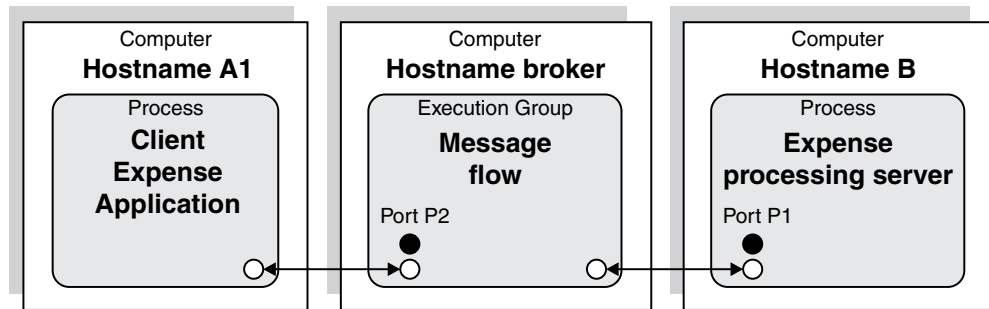 Computer
Hostname A1
Process
Client
Expense
Application
Computer
Hostname broker
Execution Group
Message
flow
Port P2
Computer
Hostname B
Process
Expense
processing server
Port P1